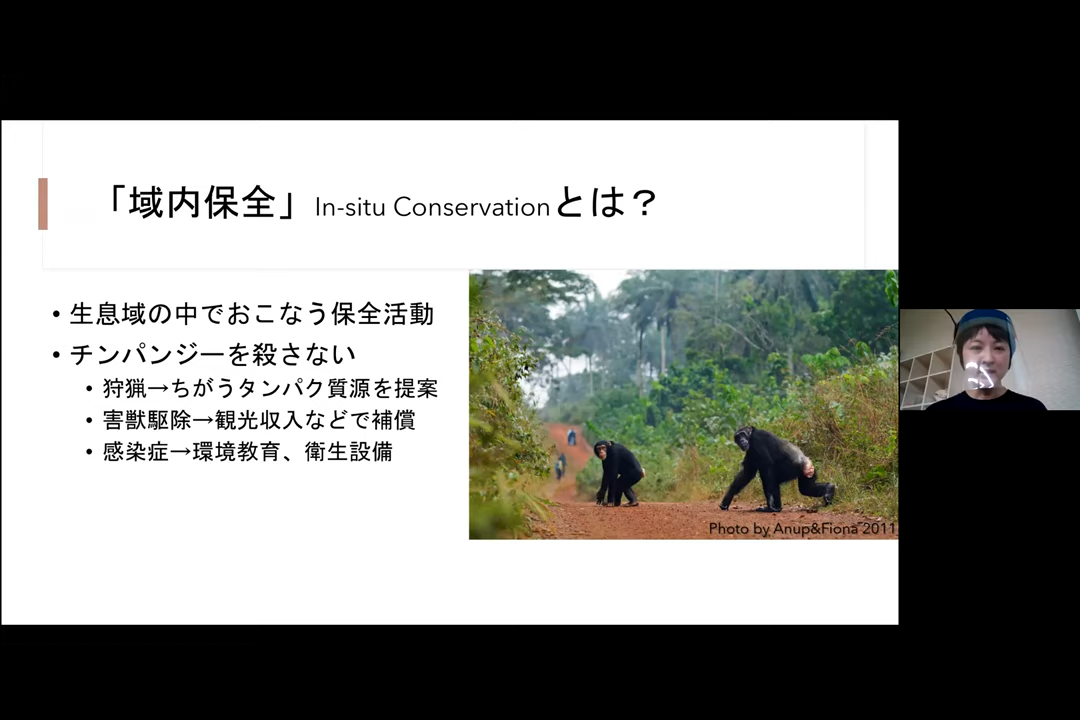 「域内保全」In-situ Conservationとは？
• 生息域の中でおこなう保全活動
• チンパンジーを殺さない
• 狩猟→ちがうタンパク質源を提案
• 害獣駆除→観光収入などで補償
• 感染症→環境教育、衛生設備
Photo by Anup&Fiona 2011